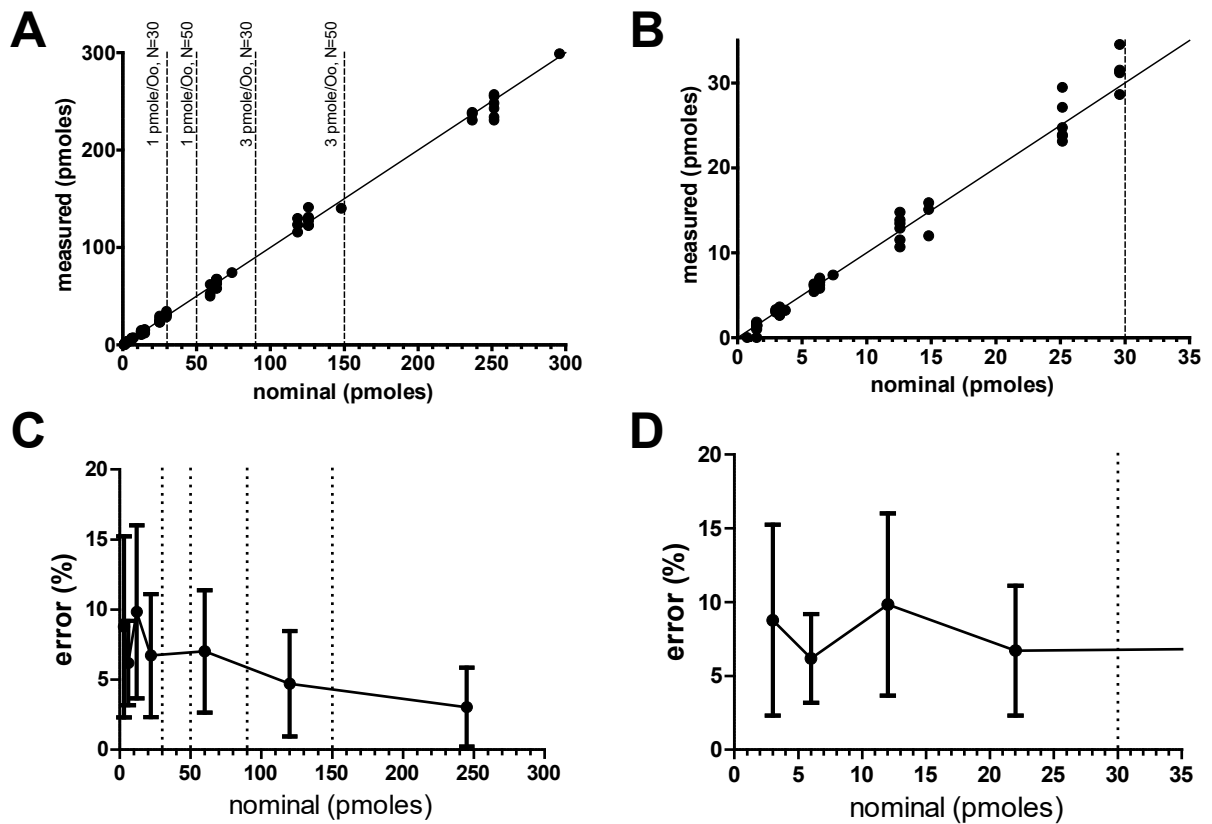 A
300
200
100
0
measured (pmoles)
1 pmole/Oo, N=30
1 pmole/Oo, N=50
3 pmole/Oo, N=30
3 pmole/Oo, N=50
0 50 100 150 200 250 300
nominal (pmoles)
B
30
20
10
0
measured (pmoles)
0 5 10 15 20 25 30 35
nominal (pmoles)
C
20
15
10
5
0
error (%)
0 50 100 150 200 250 300
nominal (pmoles)
D
20
15
10
5
0
error (%)
0 5 10 15 20 25 30 35
nominal (pmoles)